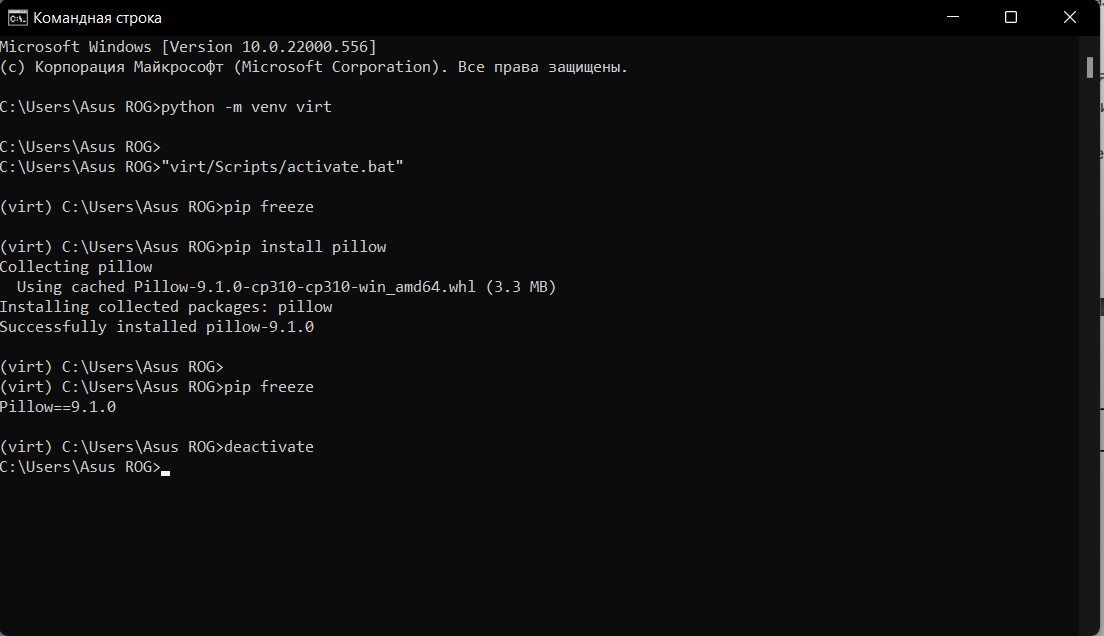 Командная строка
Microsoft Windows [Version 10.0.22000.556]
(c) Корпорация Майкрософт (Microsoft Corporation). Все права защищены.
C:\Users\Asus ROG>python -m venv virt
C:\Users\Asus ROG>
C:\Users\Asus ROG>"virt/Scripts/activate.bat"
(virt) C:\Users\Asus ROG>pip freeze
(virt) C:\Users\Asus ROG>pip install pillow
Collecting pillow
  Using cached Pillow-9.1.0-cp310-cp310-win_amd64.whl (3.3 MB)
Installing collected packages: pillow
Successfully installed pillow-9.1.0
(virt) C:\Users\Asus ROG>
(virt) C:\Users\Asus ROG>pip freeze
Pillow==9.1.0
(virt) C:\Users\Asus ROG>deactivate
C:\Users\Asus ROG>